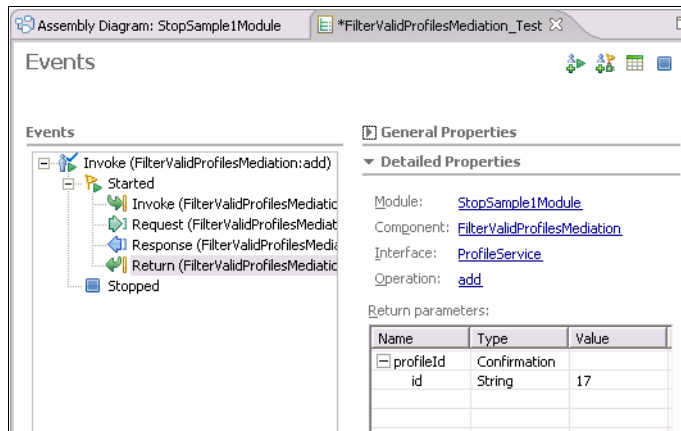 Assembly Diagram: StopSample1Module
*FilterValidProfilesMediation_Test
Events
Events
Invoke (FilterValidProfilesMediation:add)
Started
Invoke (FilterValidProfilesMediatic
Request (FilterValidProfilesMediat
Response (FilterValidProfilesMedia
Return (FilterValidProfilesMediatic
Stopped
General Properties
Detailed Properties
Module: StopSample1Module
Component: FilterValidProfilesMediation
Interface: ProfileService
Operation: add
Return parameters:
Name Type Value
profileId Confirmation
id String 17